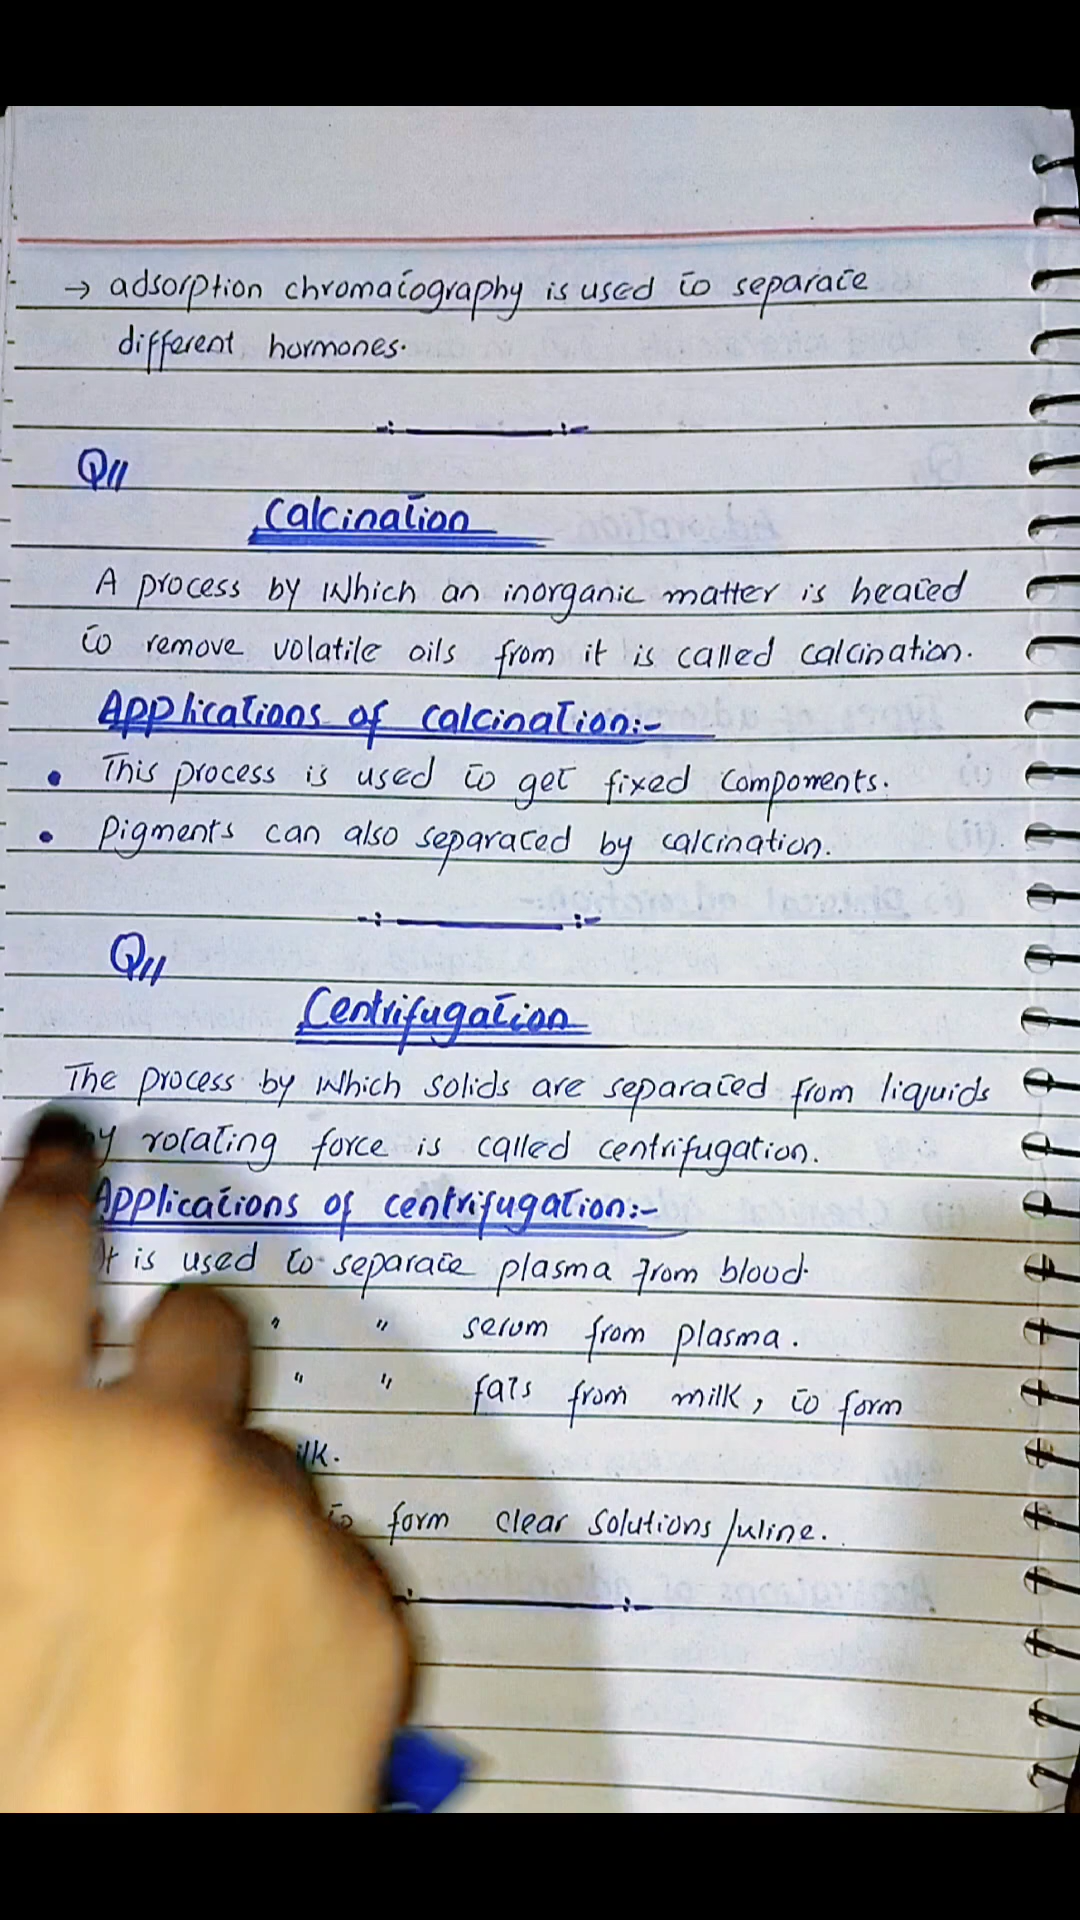 → adsorption chromatography is used to separate
different hormones.
Q//
Calcination
A process by which an inorganic matter is heated
to remove volatile oils from it is called calcination.
Applications of calcination:-
• This process is used to get fixed components.
• Pigments can also separated by calcination.
Q//
Centrifugation
The process by which solids are separated from liquids
by rotating force is called centrifugation.
Applications of centrifugation:-
It is used to separate plasma from blood.
" " serum from plasma.
" " fats from milk, to form
to form clear solutions /urine.